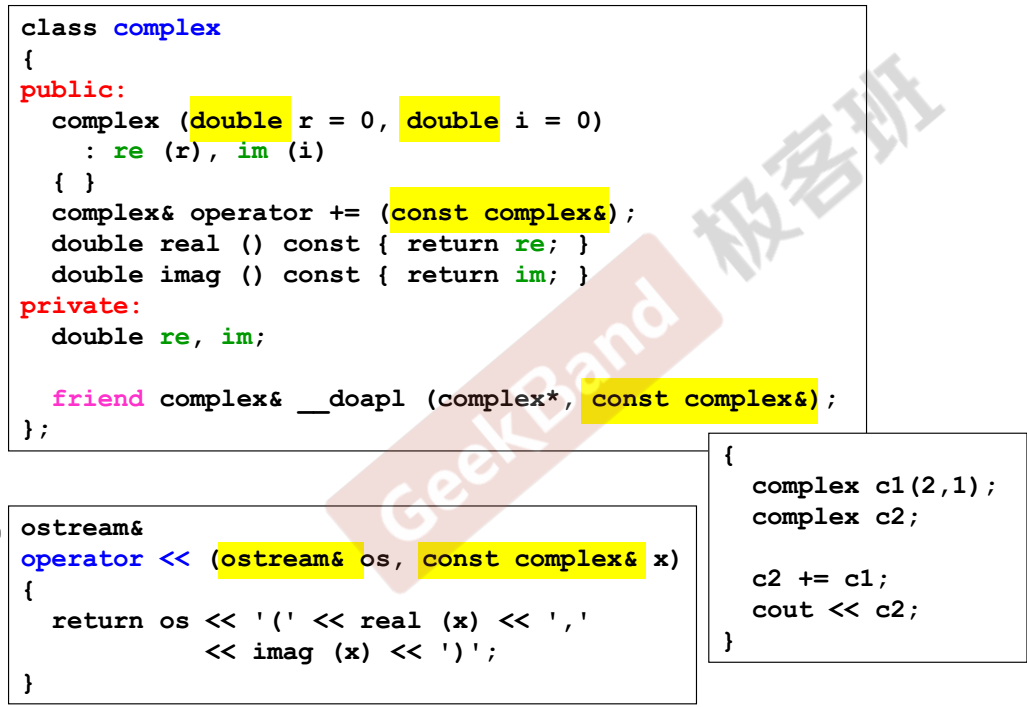 class complex
{
public:
  complex (double r = 0, double i = 0)
    : re (r), im (i)
  { }
  complex& operator += (const complex&);
  double real () const { return re; }
  double imag () const { return im; }
private:
  double re, im;
  friend complex& __doapl (complex*, const complex&);
};
ostream&
operator << (ostream& os, const complex& x)
{
  return os << '(' << real (x) << ','
            << imag (x) << ')';
}
{
  complex c1(2,1);
  complex c2;
  c2 += c1;
  cout << c2;
}
GeekBand 极客班